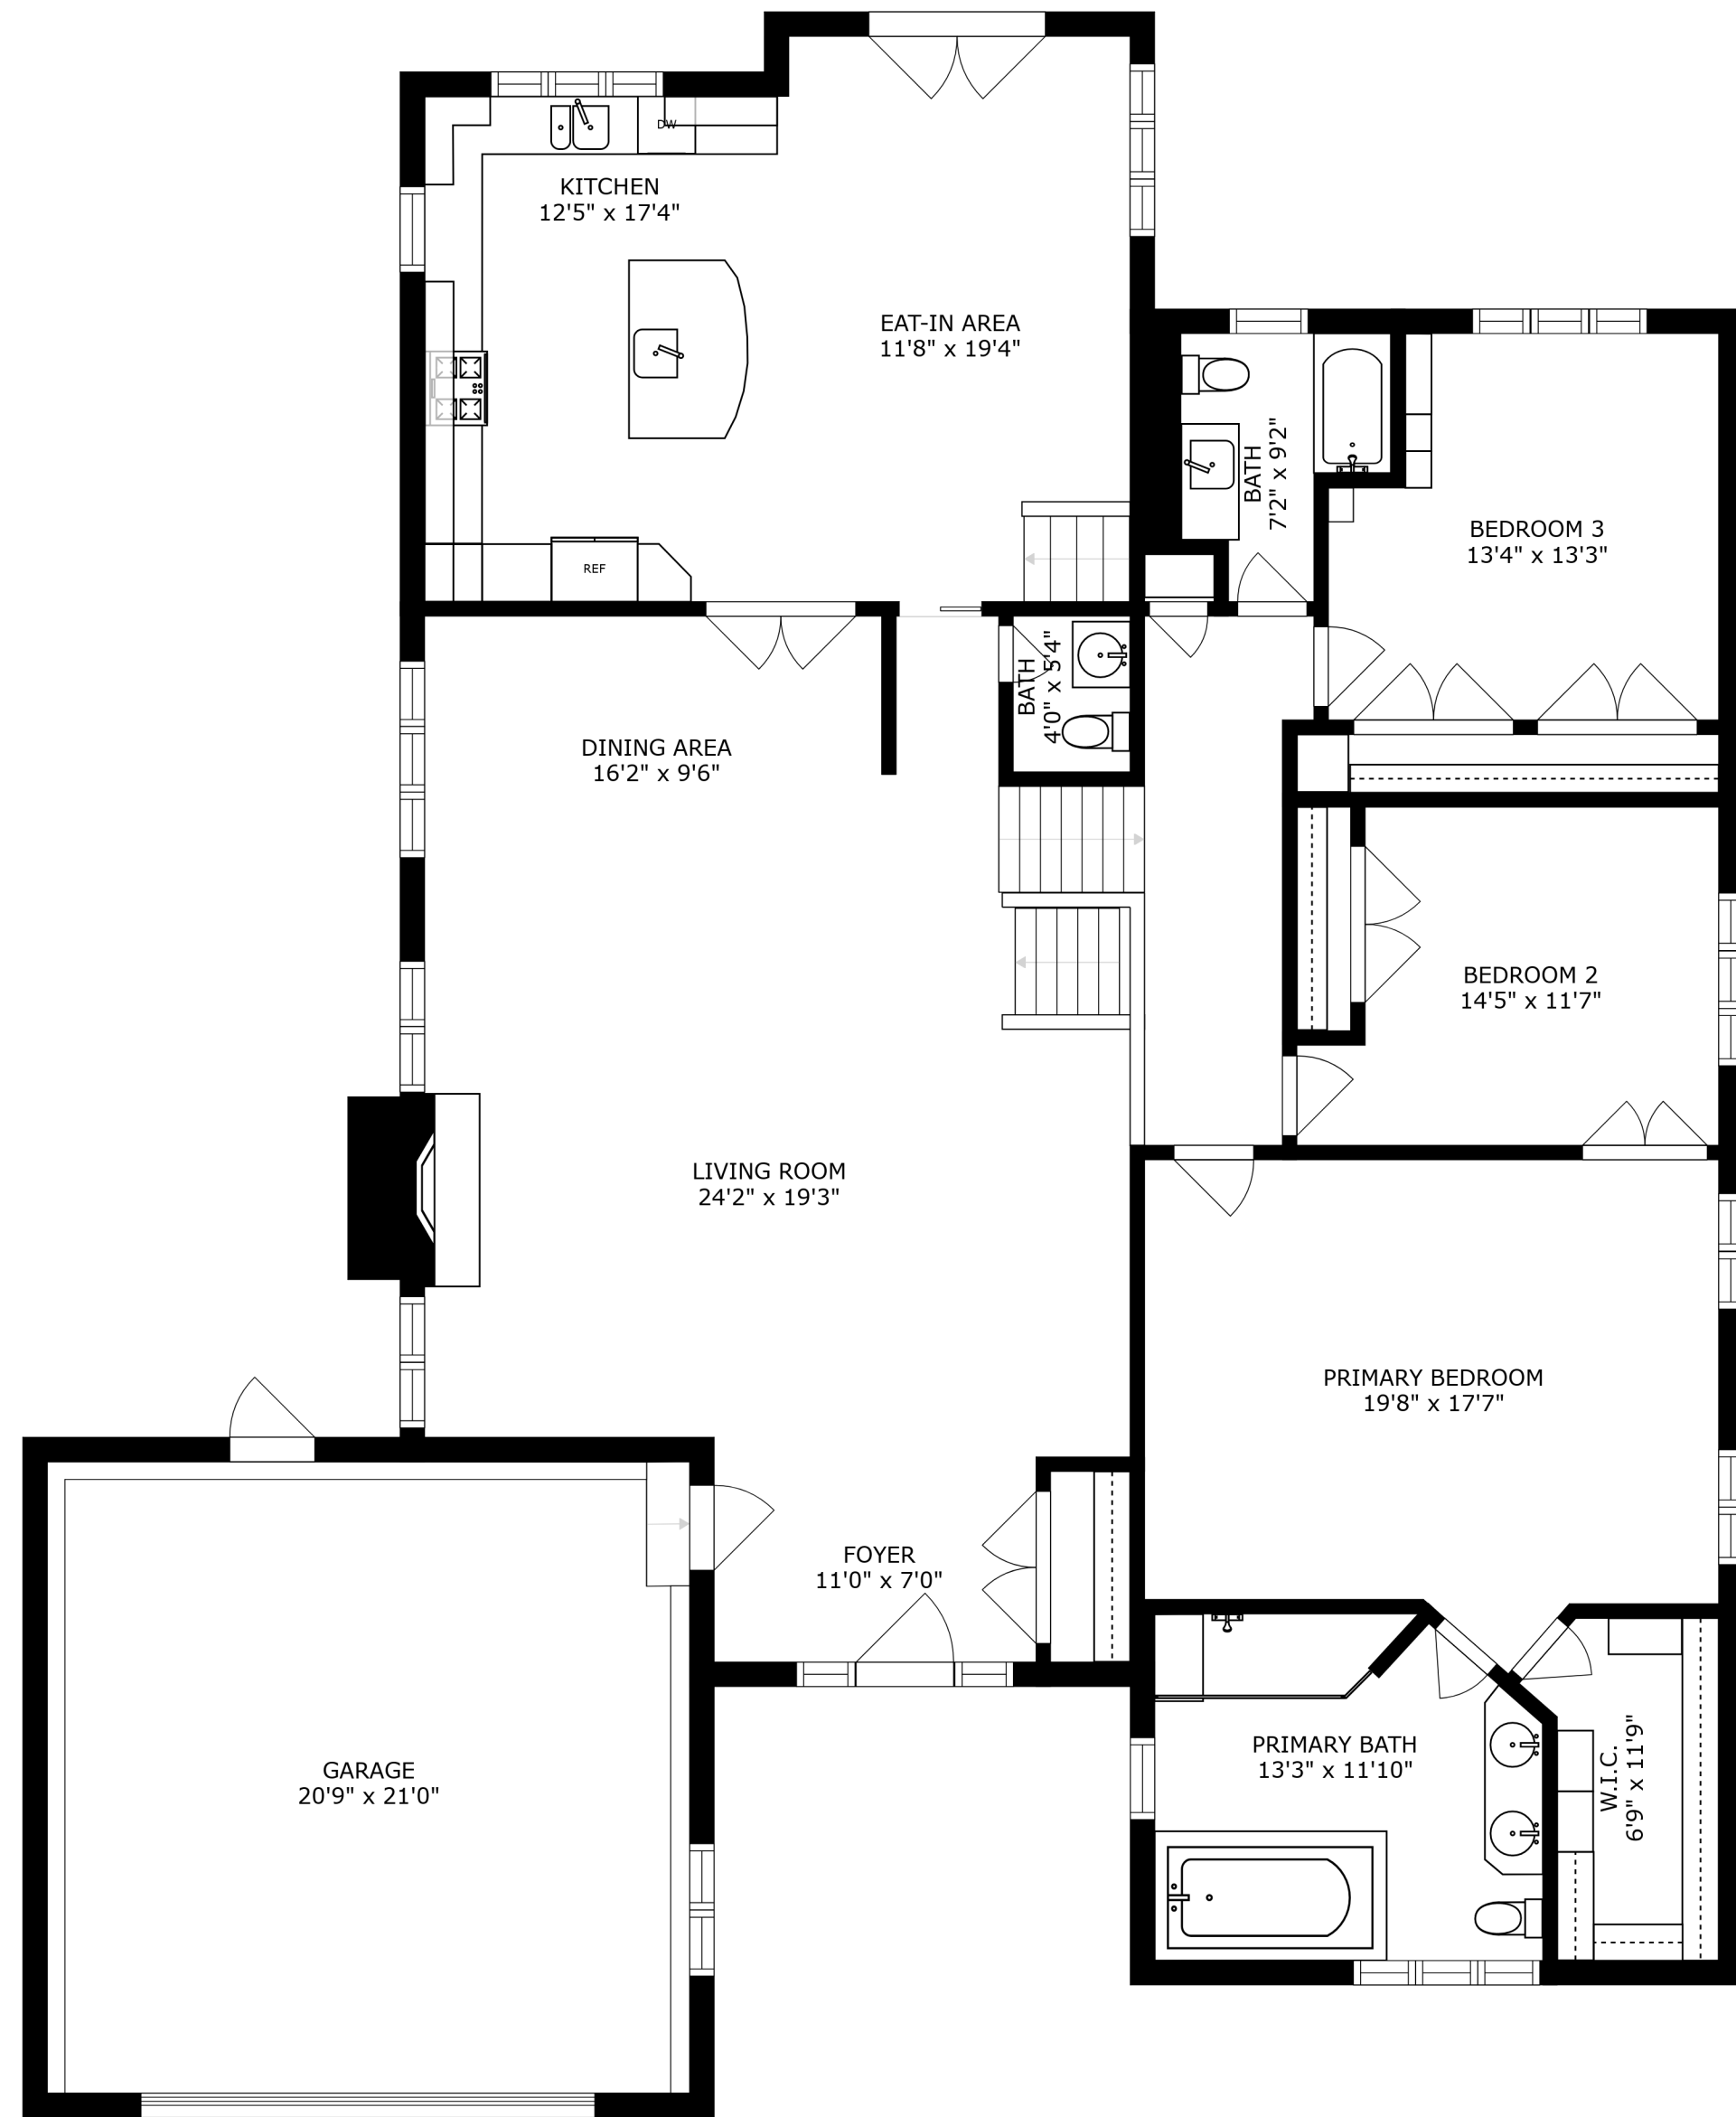 DW
KITCHEN
12'5" x 17'4"
EAT-IN AREA
11'8" x 19'4"
BATH
7'2" x 9'2"
BEDROOM 3
13'4" x 13'3"
REF
BATH
4'0" x 5'4"
DINING AREA
16'2" x 9'6"
BEDROOM 2
14'5" x 11'7"
LIVING ROOM
24'2" x 19'3"
PRIMARY BEDROOM
19'8" x 17'7"
FOYER
11'0" x 7'0"
PRIMARY BATH
13'3" x 11'10"
W.I.C.
6'9" x 11'9"
GARAGE
20'9" x 21'0"